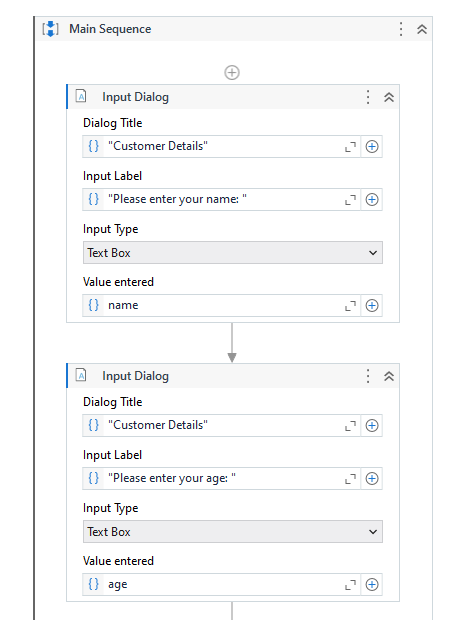 Main Sequence
Input Dialog
Dialog Title
"Customer Details"
Input Label
"Please enter your name: "
Input Type
Text Box
Value entered
name
Input Dialog
Dialog Title
"Customer Details"
Input Label
"Please enter your age: "
Input Type
Text Box
Value entered
age